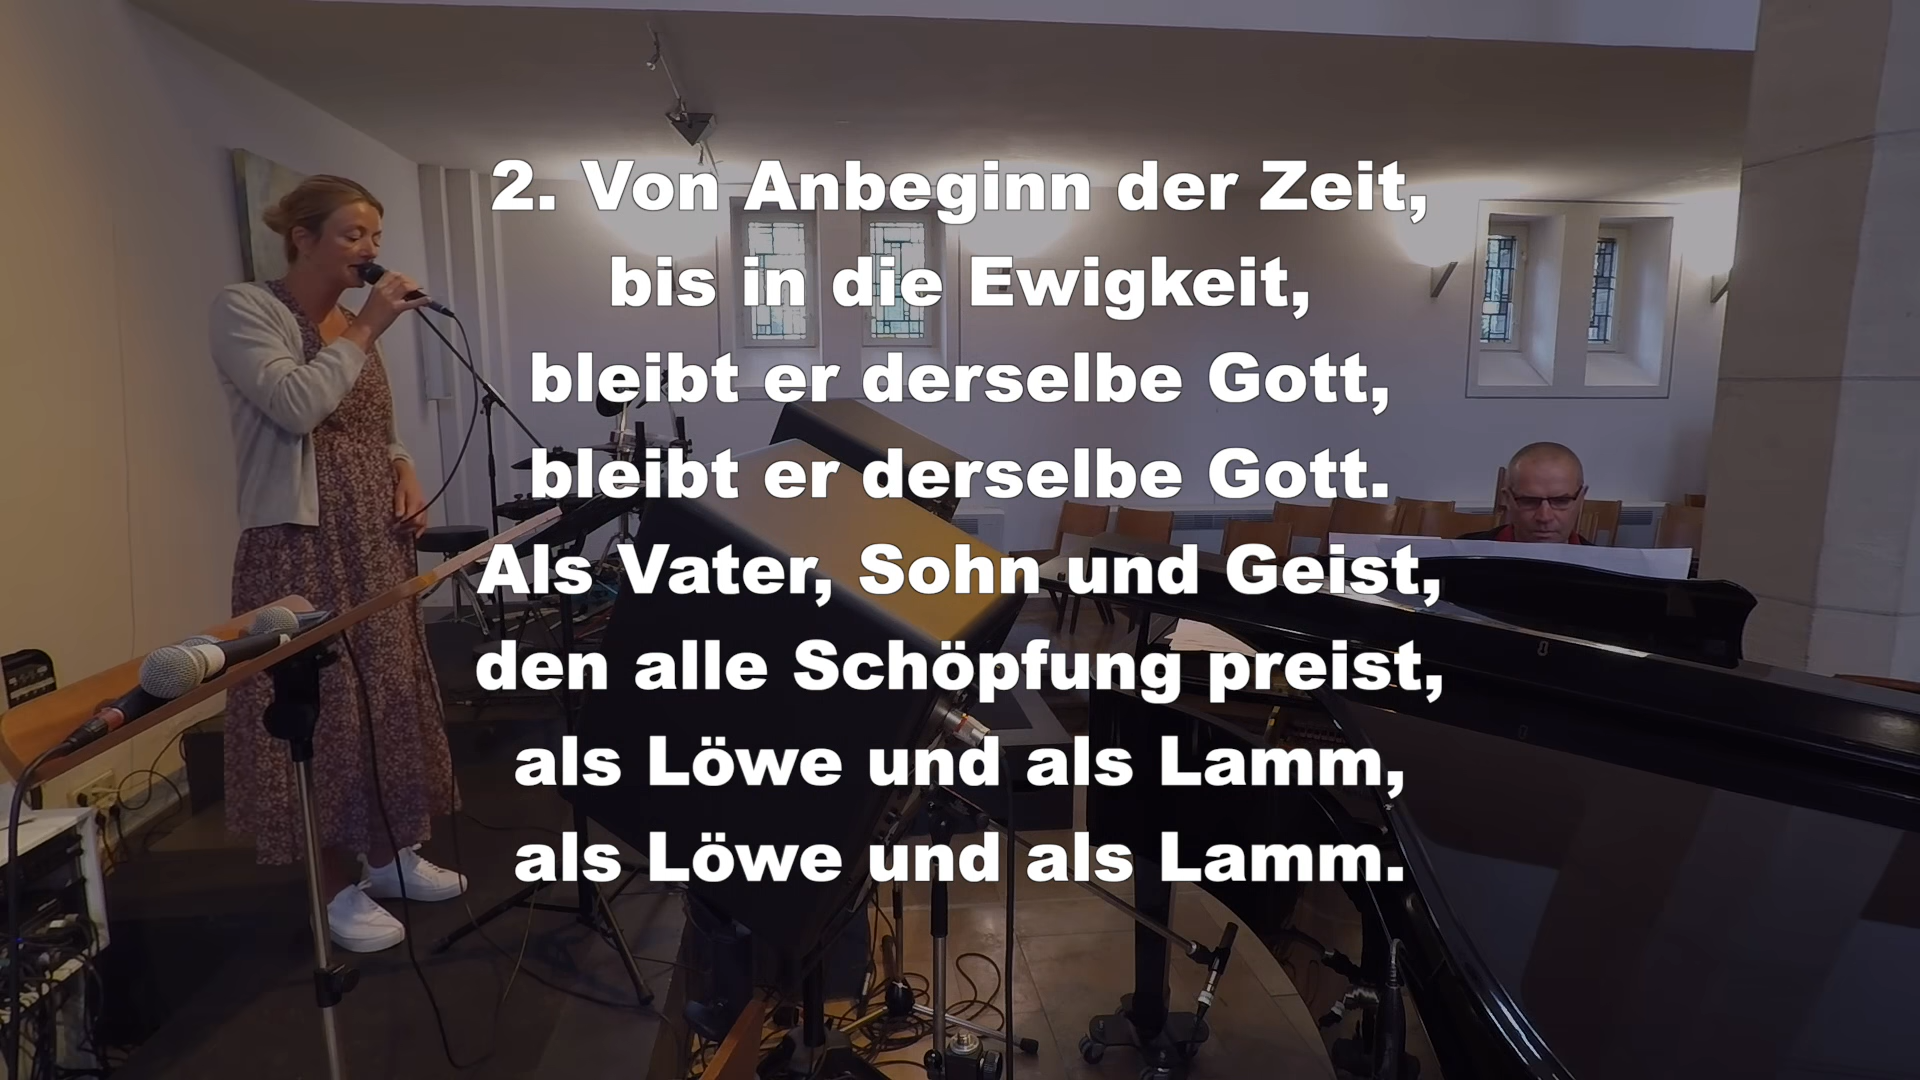 2. Von Anbeginn der Zeit,
bis in die Ewigkeit,
bleibt er derselbe Gott,
bleibt er derselbe Gott.
Als Vater, Sohn und Geist,
den alle Schöpfung preist,
als Löwe und als Lamm,
als Löwe und als Lamm.